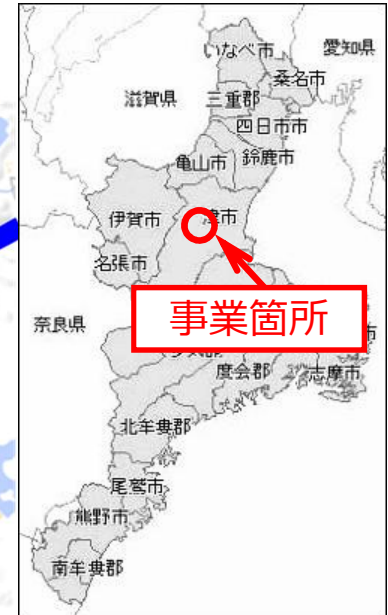 いなべ市
愛知県
桑名市
滋賀県
三重郡
四日市市
亀山市
鈴鹿市
伊賀市
津市
名張市
奈良県
事業箇所
市
度会郡
志摩市
北牟婁郡
尾鷲市
熊野市
南牟婁郡